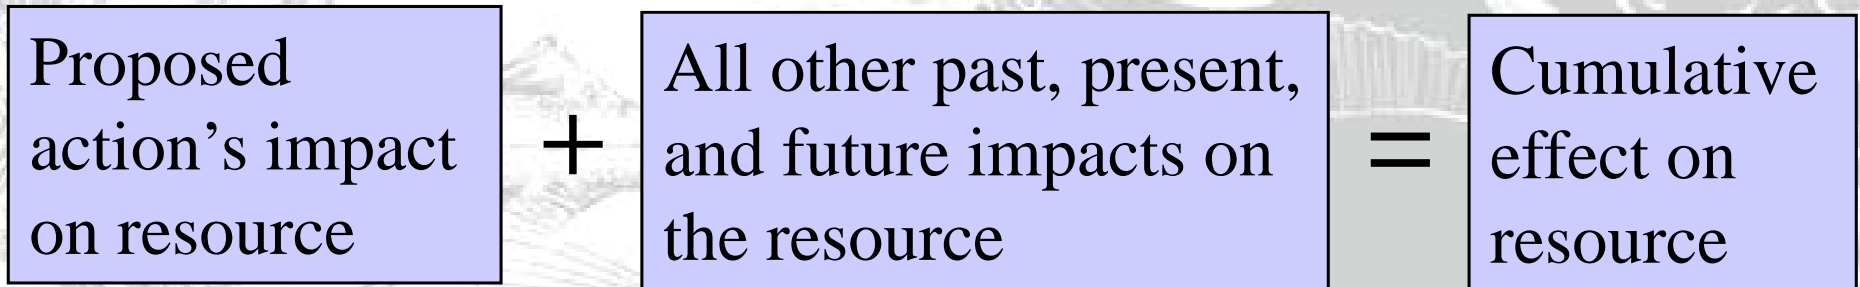 Proposed
action’s impact
on resource
+
All other past, present,
and future impacts on
the resource
=
Cumulative
effect on
resource